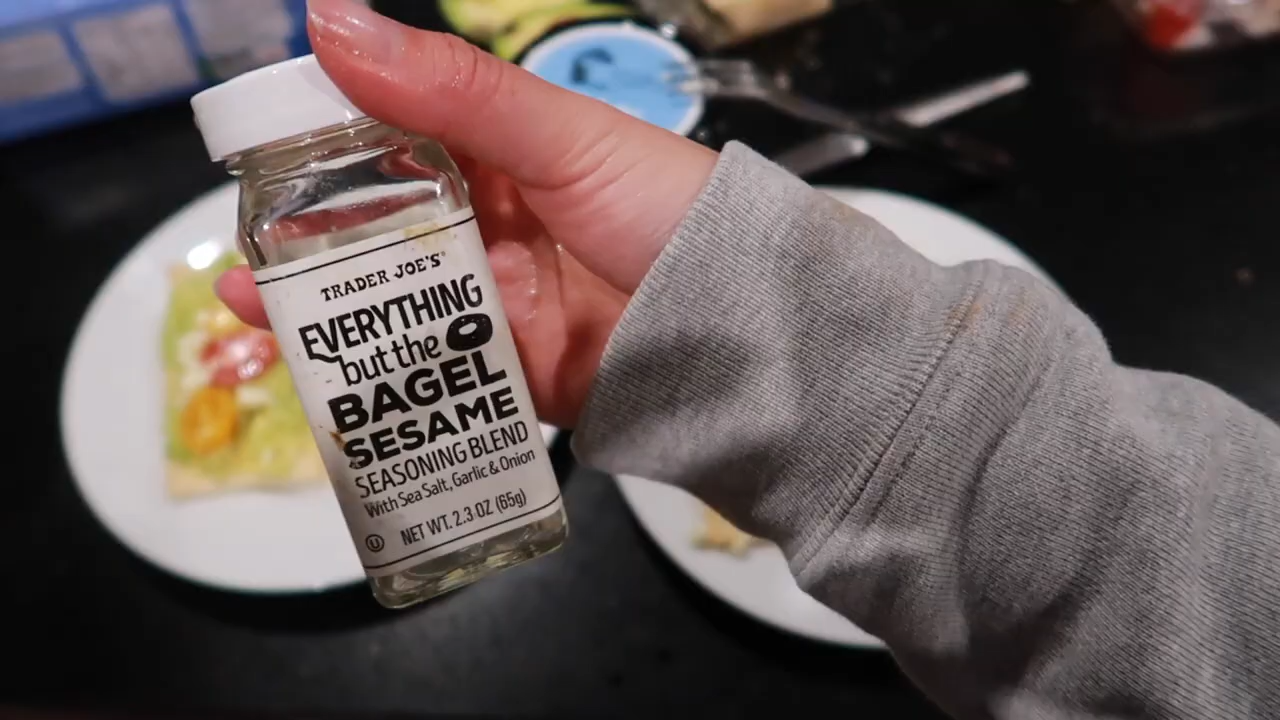 TRADER JOE'S®
EVERYTHING
but the
BAGEL
SESAME
SEASONING BLEND
With Sea Salt, Garlic & Onion
U NET WT. 2.3 OZ (65g)